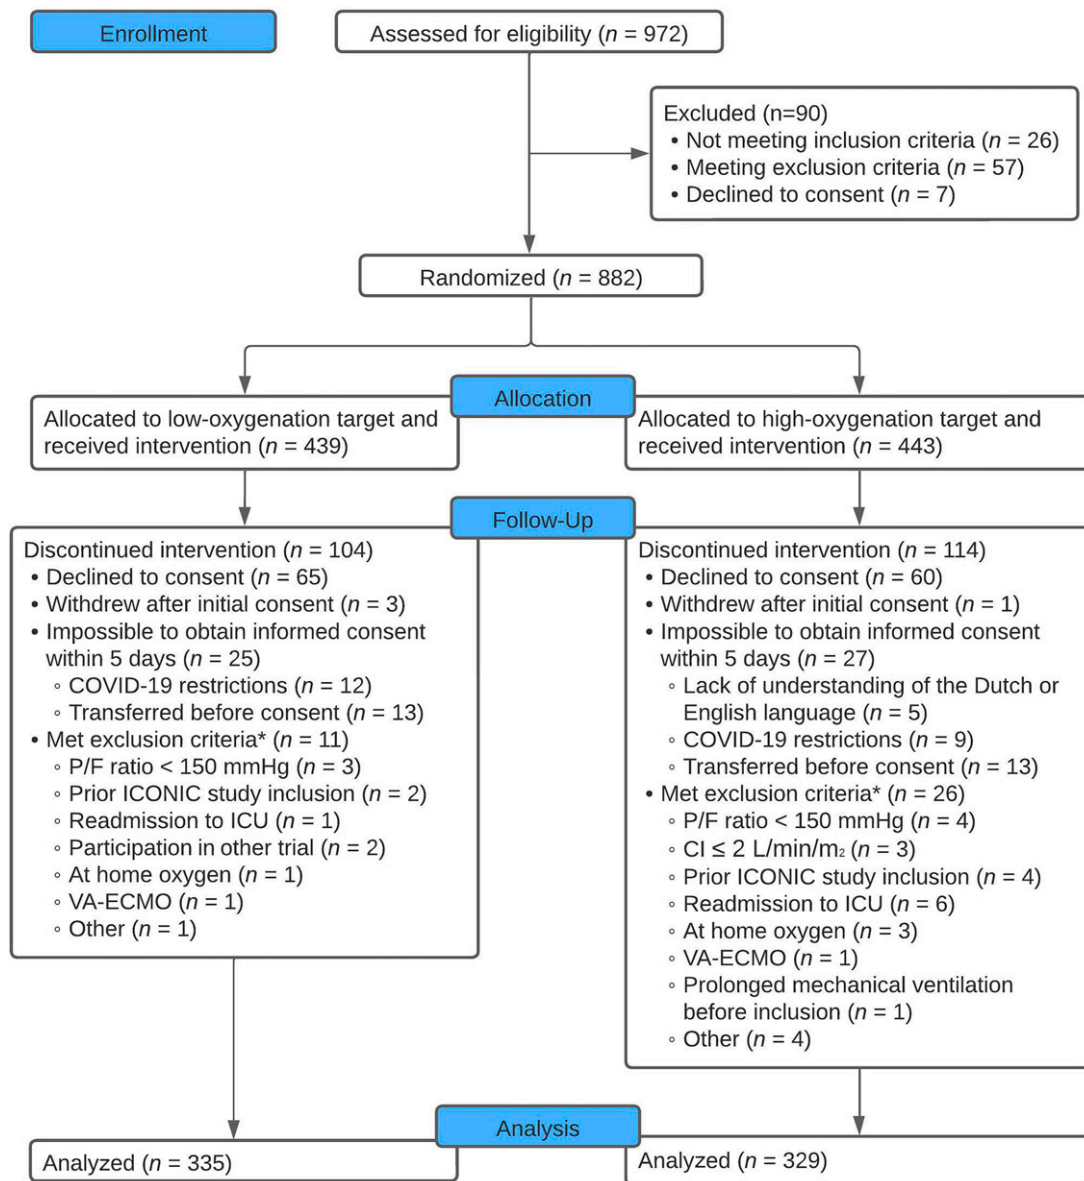 Enrollment
Assessed for eligibility (n = 972)
Excluded (n=90)
• Not meeting inclusion criteria (n = 26)
• Meeting exclusion criteria (n = 57)
• Declined to consent (n = 7)
Randomized (n = 882)
Allocation
Allocated to low-oxygenation target and
received intervention (n = 439)
Allocated to high-oxygenation target and
received intervention (n = 443)
Follow-Up
Discontinued intervention (n = 104)
• Declined to consent (n = 65)
• Withdrew after initial consent (n = 3)
• Impossible to obtain informed consent
within 5 days (n = 25)
◦ COVID-19 restrictions (n = 12)
◦ Transferred before consent (n = 13)
• Met exclusion criteria* (n = 11)
◦ P/F ratio < 150 mmHg (n = 3)
◦ Prior ICONIC study inclusion (n = 2)
◦ Readmission to ICU (n = 1)
◦ Participation in other trial (n = 2)
◦ At home oxygen (n = 1)
◦ VA-ECMO (n = 1)
◦ Other (n = 1)
Discontinued intervention (n = 114)
• Declined to consent (n = 60)
• Withdrew after initial consent (n = 1)
• Impossible to obtain informed consent
within 5 days (n = 27)
◦ Lack of understanding of the Dutch or
English language (n = 5)
◦ COVID-19 restrictions (n = 9)
◦ Transferred before consent (n = 13)
• Met exclusion criteria* (n = 26)
◦ P/F ratio < 150 mmHg (n = 4)
◦ CI ≤ 2 L/min/m₂ (n = 3)
◦ Prior ICONIC study inclusion (n = 4)
◦ Readmission to ICU (n = 6)
◦ At home oxygen (n = 3)
◦ VA-ECMO (n = 1)
◦ Prolonged mechanical ventilation
before inclusion (n = 1)
◦ Other (n = 4)
Analysis
Analyzed (n = 335)
Analyzed (n = 329)